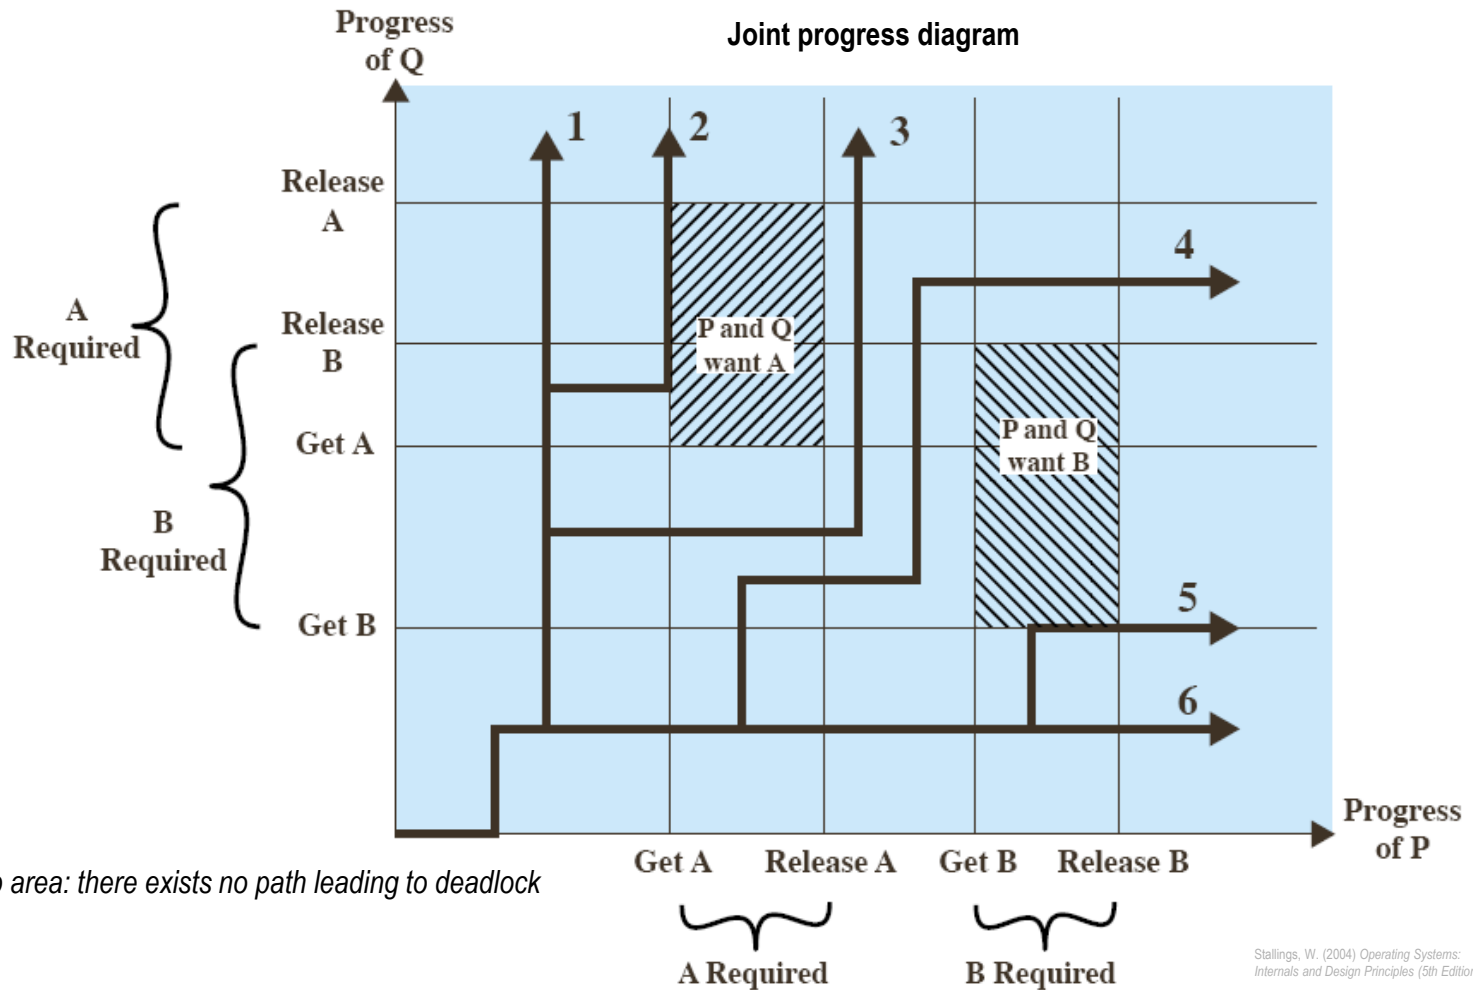 Joint progress diagram
Progress
of Q
1
2
3
4
5
6
Release
A
Release
B
Get A
Get B
A
Required
B
Required
P and Q
want A
P and Q
want B
Progress
of P
Get A
Release A
Get B
Release B
A Required
B Required
area: there exists no path leading to deadlock
Stallings, W. (2004) Operating Systems:
Internals and Design Principles (5th Edition